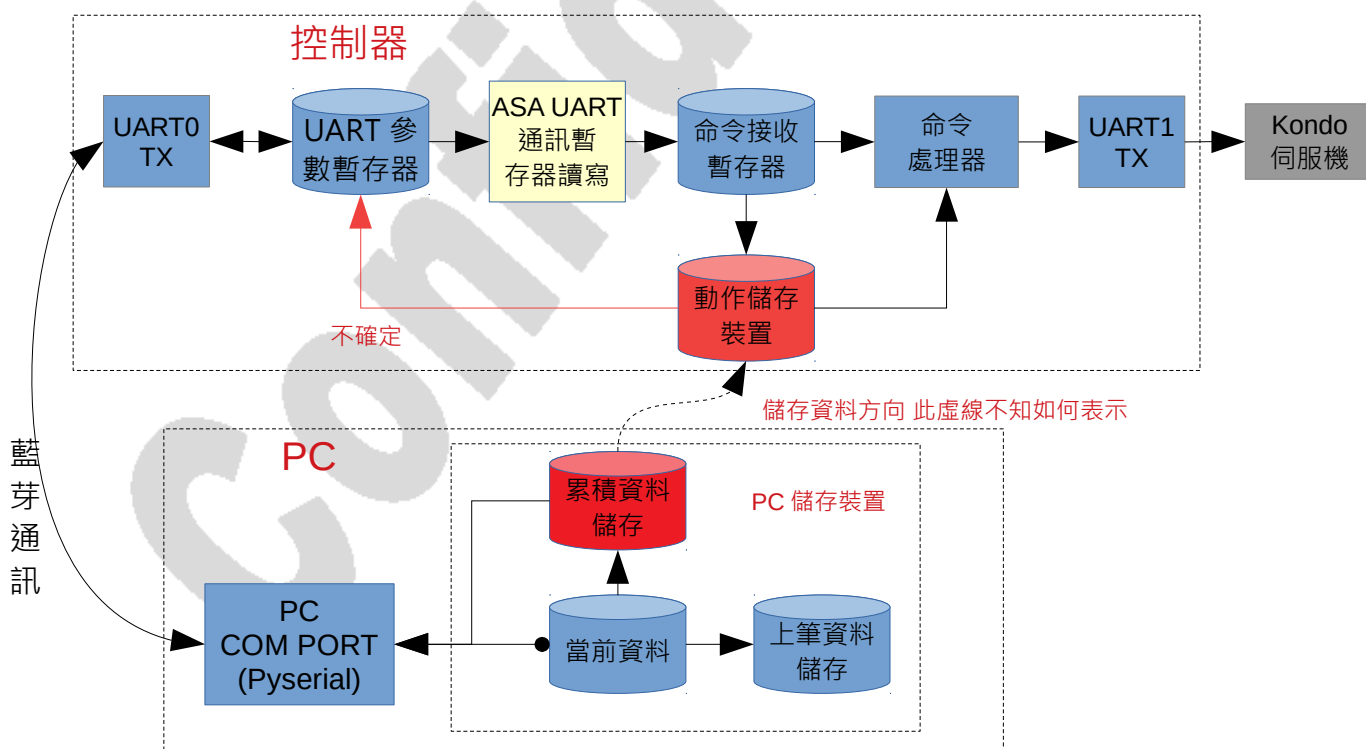 控制器
UART0
TX
UART 參
數暫存器
ASA UART
通訊暫
存器讀寫
命令接收
暫存器
命令
處理器
UART1
TX
Kondo
伺服機
動作儲存
裝置
不確定
儲存資料方向 此虛線不知如何表示
藍
芽
通
訊
PC
累積資料
儲存
PC 儲存裝置
PC
COM PORT
(Pyserial)
當前資料
上筆資料
儲存
Confid